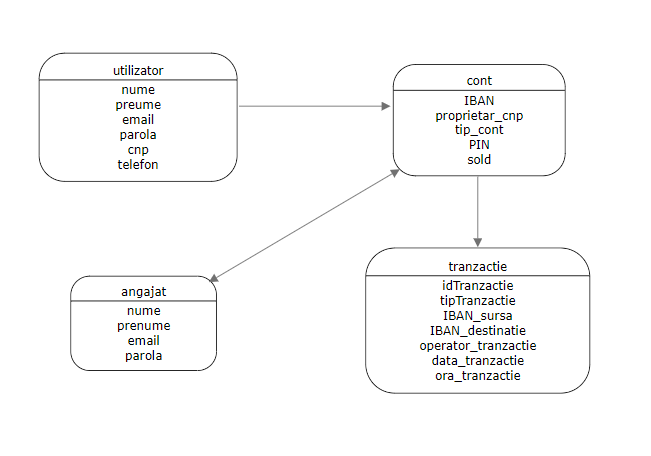 utilizator
nume
preume
email
parola
cnp
telefon
cont
IBAN
proprietar_cnp
tip_cont
PIN
sold
angajat
nume
prenume
email
parola
tranzactie
idTranzactie
tipTranzactie
IBAN_sursa
IBAN_destinatie
operator_tranzactie
data_tranzactie
ora_tranzactie